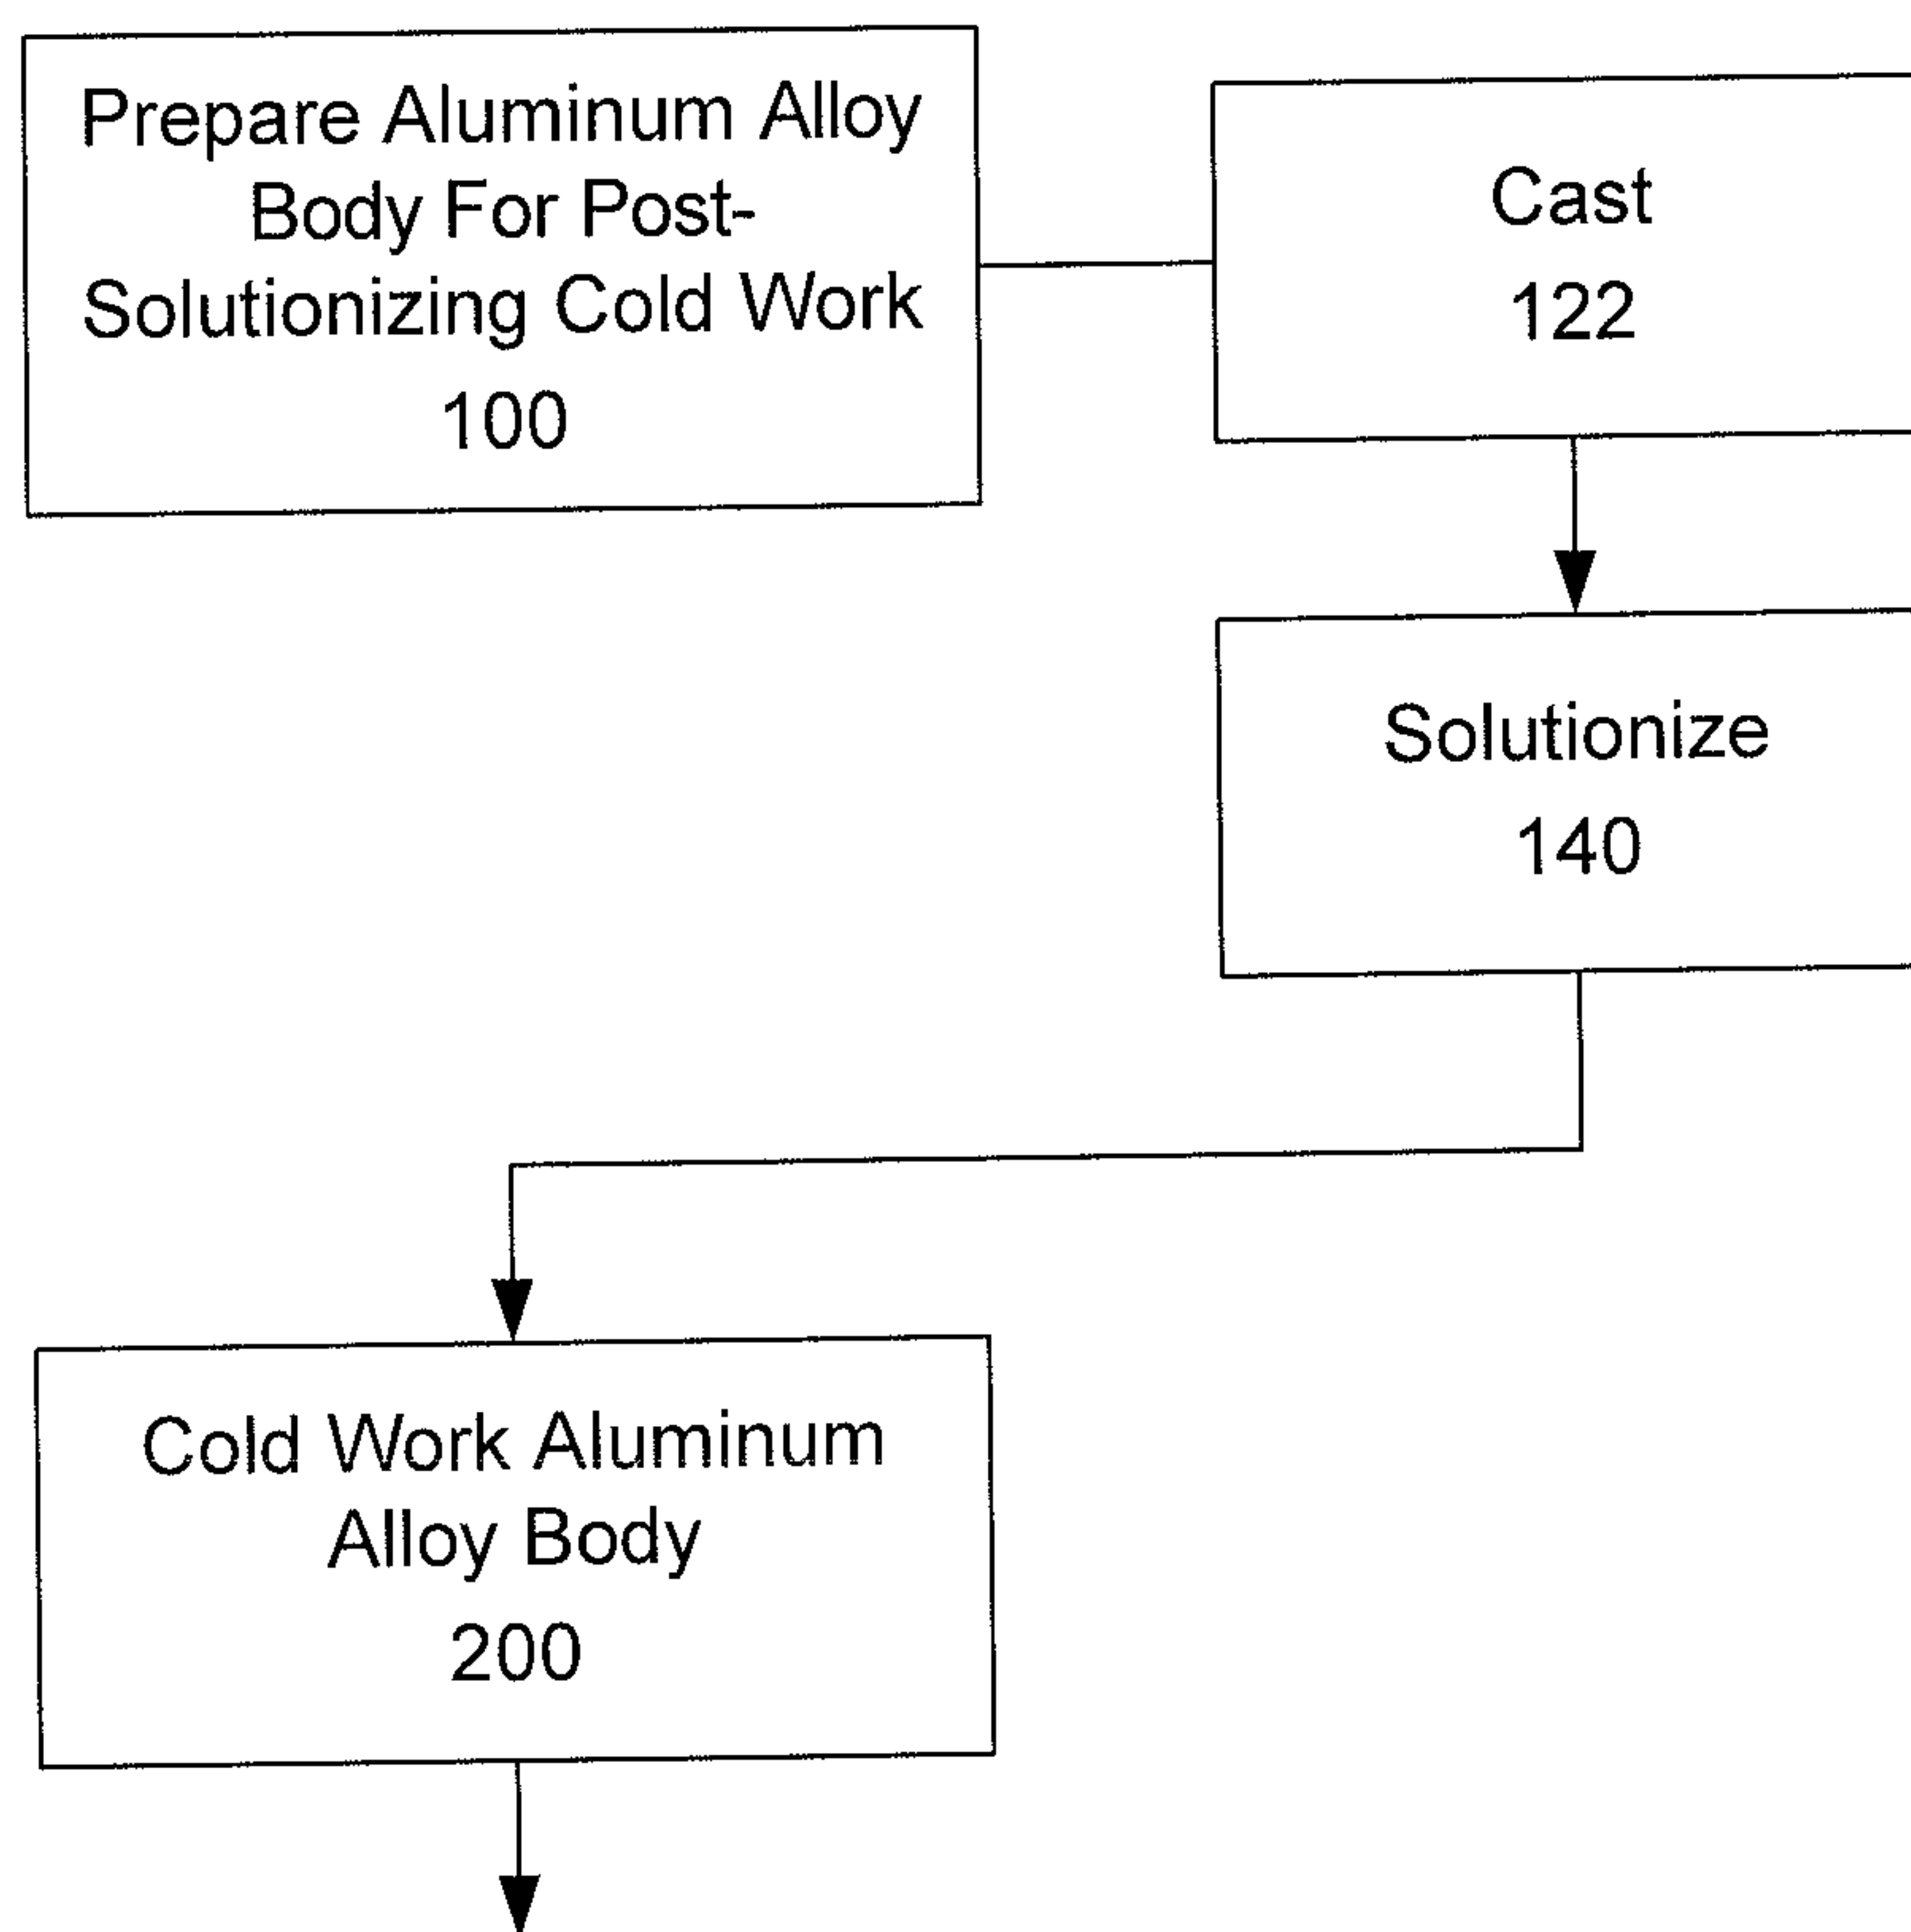 Prepare Aluminum Alloy
Body For Post-
Solutionizing Cold Work
100
Cast
122
Solutionize
140
Cold Work Aluminum
Alloy Body
200